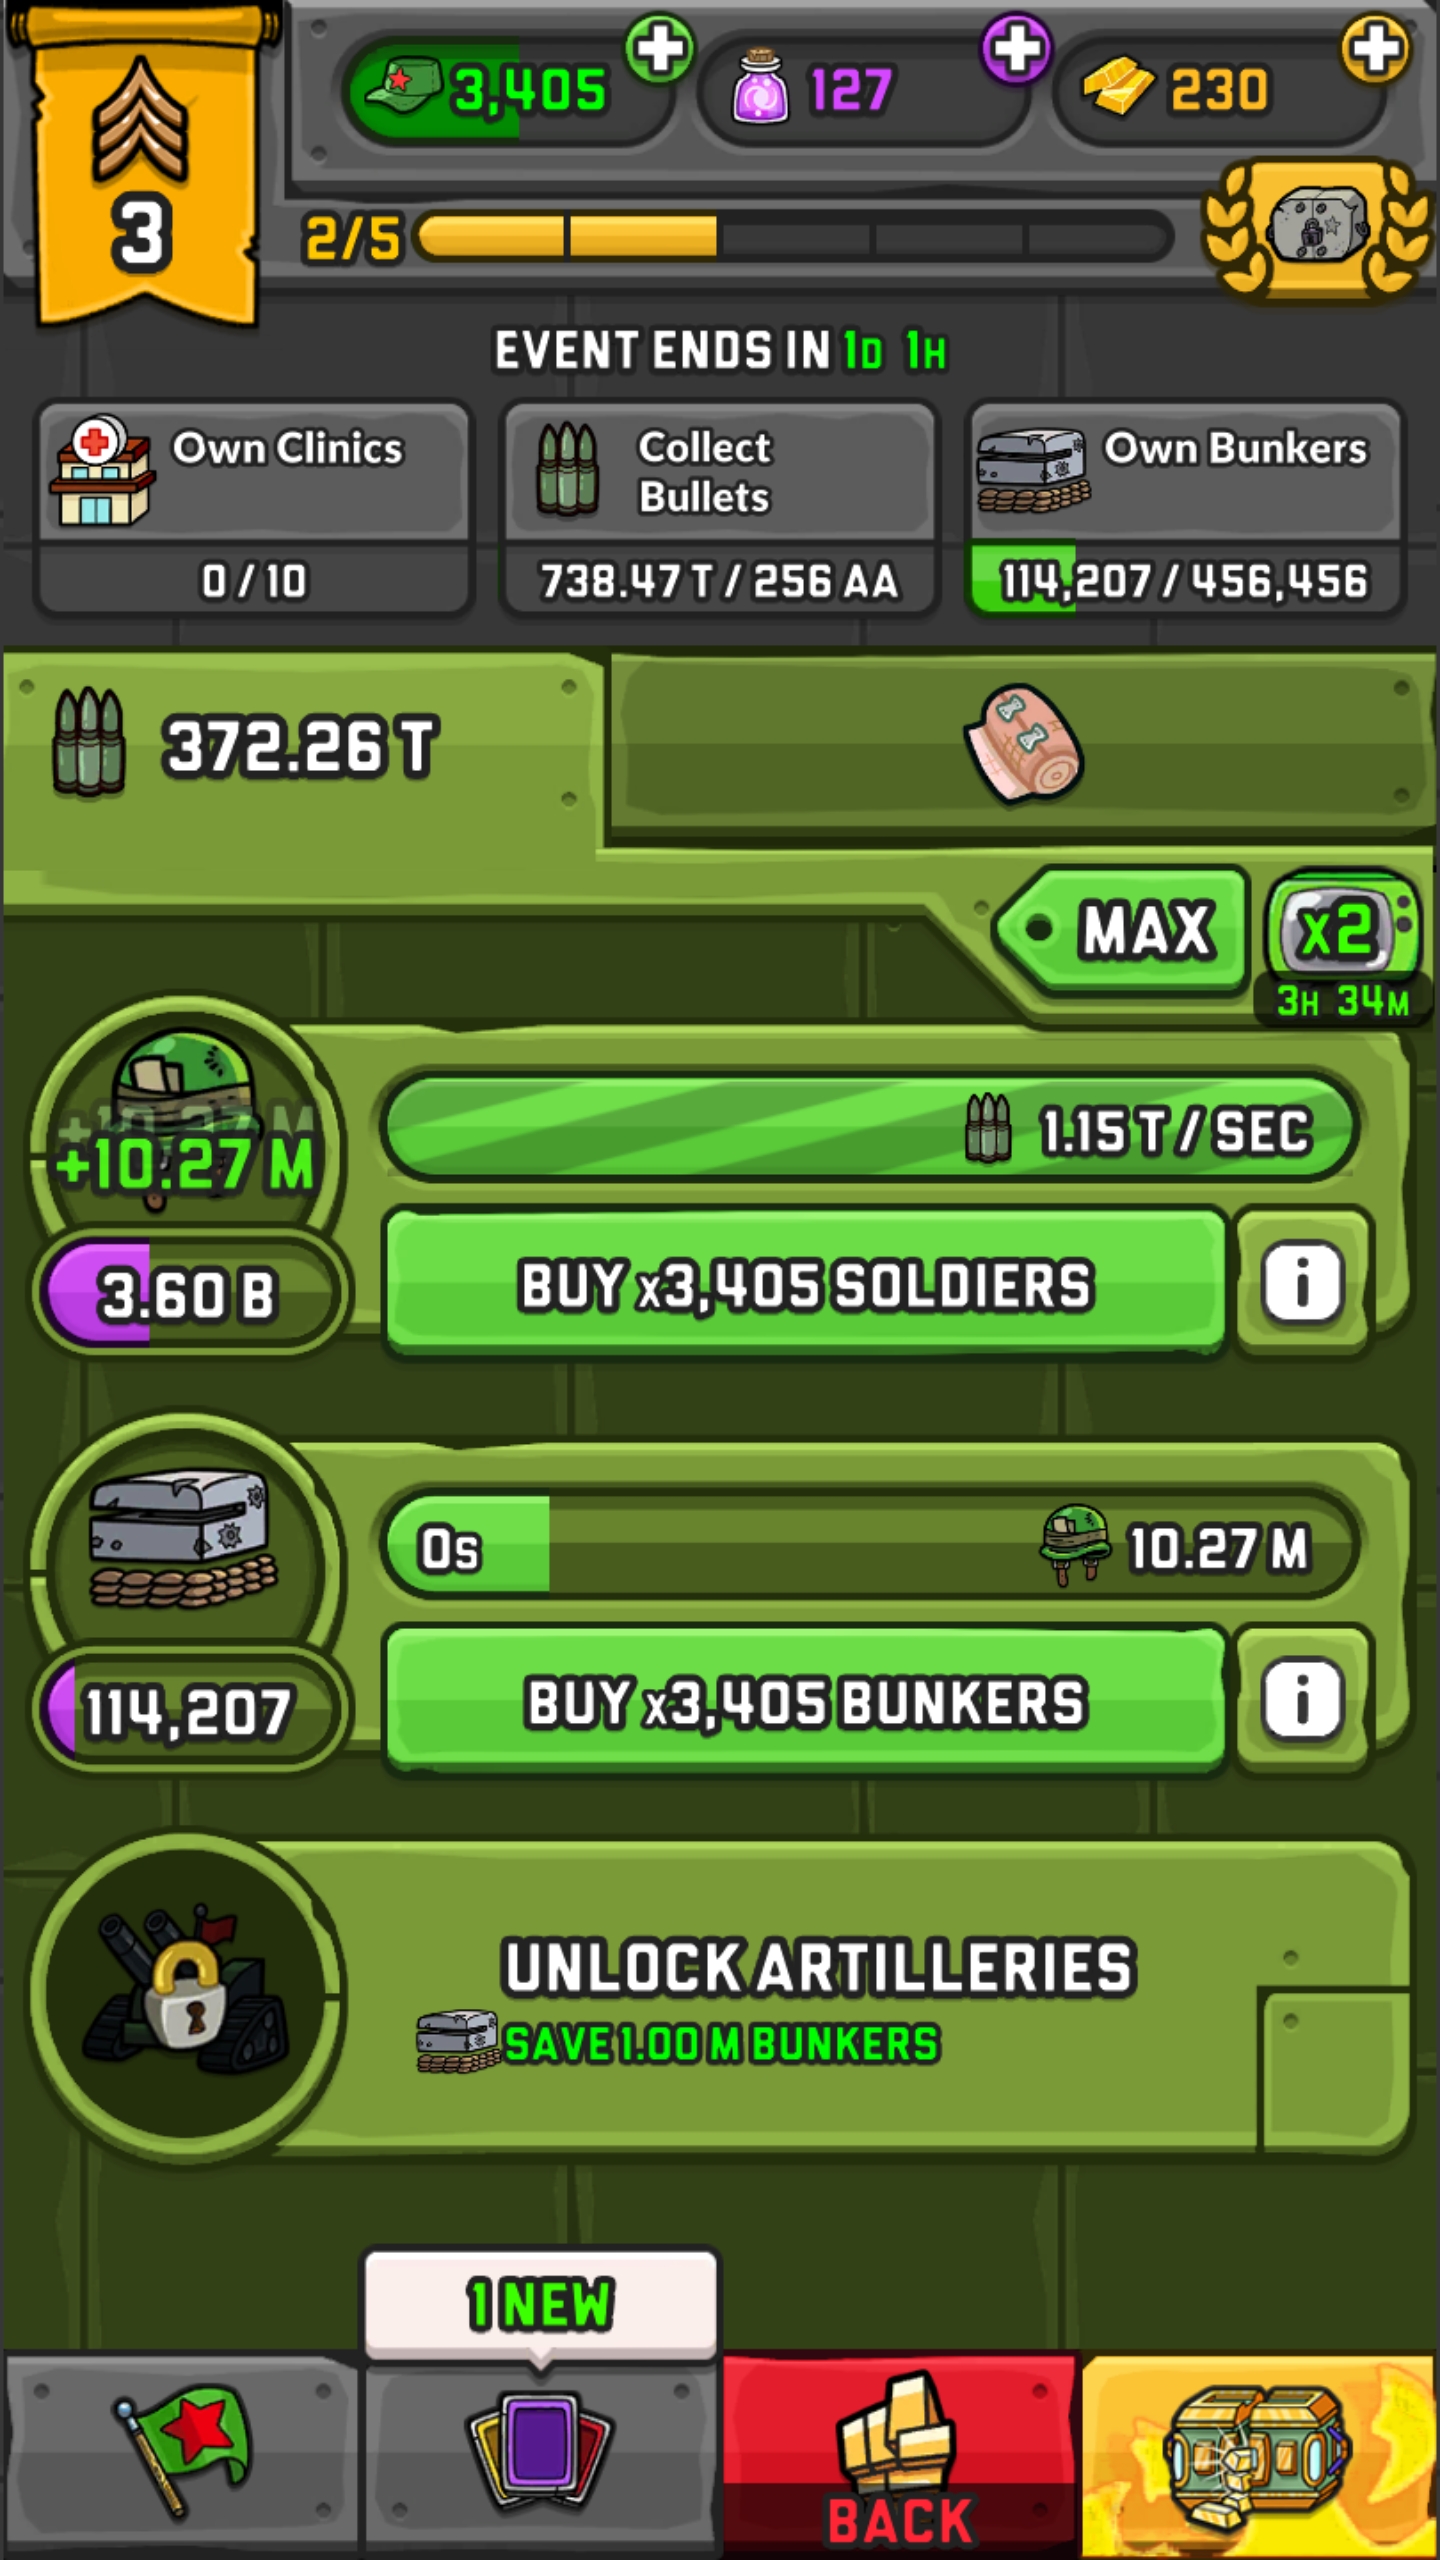 3,405
127
230
3
2/5
EVENT ENDS IN 1D 1H
Own Clinics
0 / 10
Collect
Bullets
738.47 T / 256 AA
Own Bunkers
114,207 / 456,456
372.26 T
MAX
x2
3H 34M
+10.27 M
+10.27 M
1.15 T / SEC
3.60 B
BUY x3,405 SOLDIERS
i
0s
10.27 M
114,207
BUY x3,405 BUNKERS
i
UNLOCK ARTILLERIES
SAVE 1.00 M BUNKERS
1 NEW
BACK